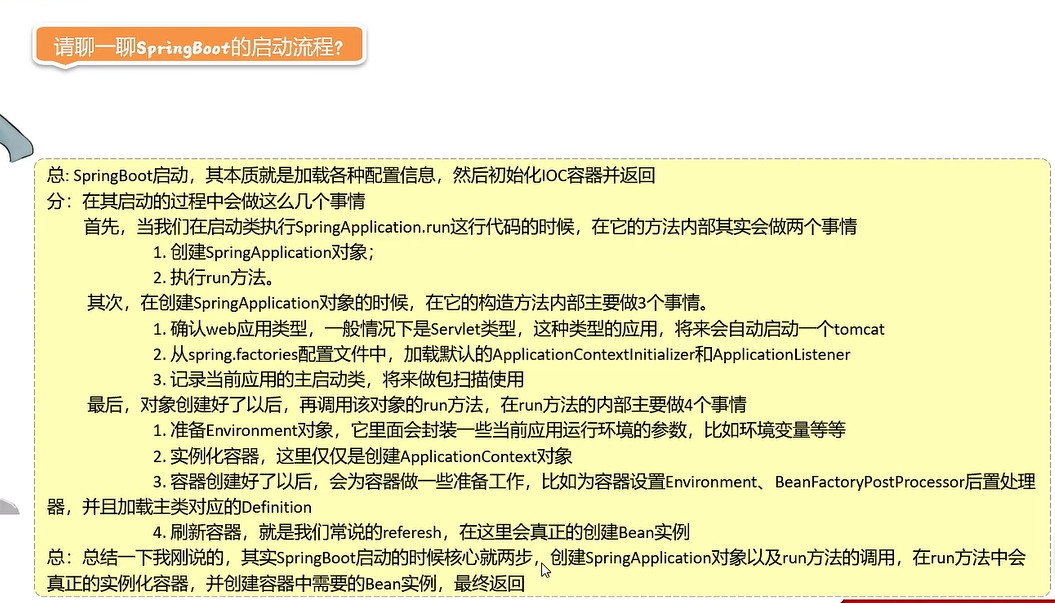 请聊一聊SpringBoot的启动流程?
总: SpringBoot启动，其本质就是加载各种配置信息，然后初始化IOC容器并返回
分：在其启动的过程中会做这么几个事情
首先，当我们在启动类执行SpringApplication.run这行代码的时候，在它的方法内部其实会做两个事情
1. 创建SpringApplication对象；
2. 执行run方法。
其次，在创建SpringApplication对象的时候，在它的构造方法内部主要做3个事情。
1. 确认web应用类型，一般情况下是Servlet类型，这种类型的应用，将来会自动启动一个tomcat
2. 从spring.factories配置文件中，加载默认的ApplicationContextInitializer和ApplicationListener
3. 记录当前应用的主启动类，将来做包扫描使用
最后，对象创建好了以后，再调用该对象的run方法，在run方法的内部主要做4个事情
1. 准备Environment对象，它里面会封装一些当前应用运行环境的参数，比如环境变量等等
2. 实例化容器，这里仅仅是创建ApplicationContext对象
3. 容器创建好了以后，会为容器做一些准备工作，比如为容器设置Environment、BeanFactoryPostProcessor后置处理
器，并且加载主类对应的Definition
4. 刷新容器，就是我们常说的referesh，在这里会真正的创建Bean实例
总：总结一下我刚说的，其实SpringBoot启动的时候核心就两步，创建SpringApplication对象以及run方法的调用，在run方法中会
真正的实例化容器，并创建容器中需要的Bean实例，最终返回